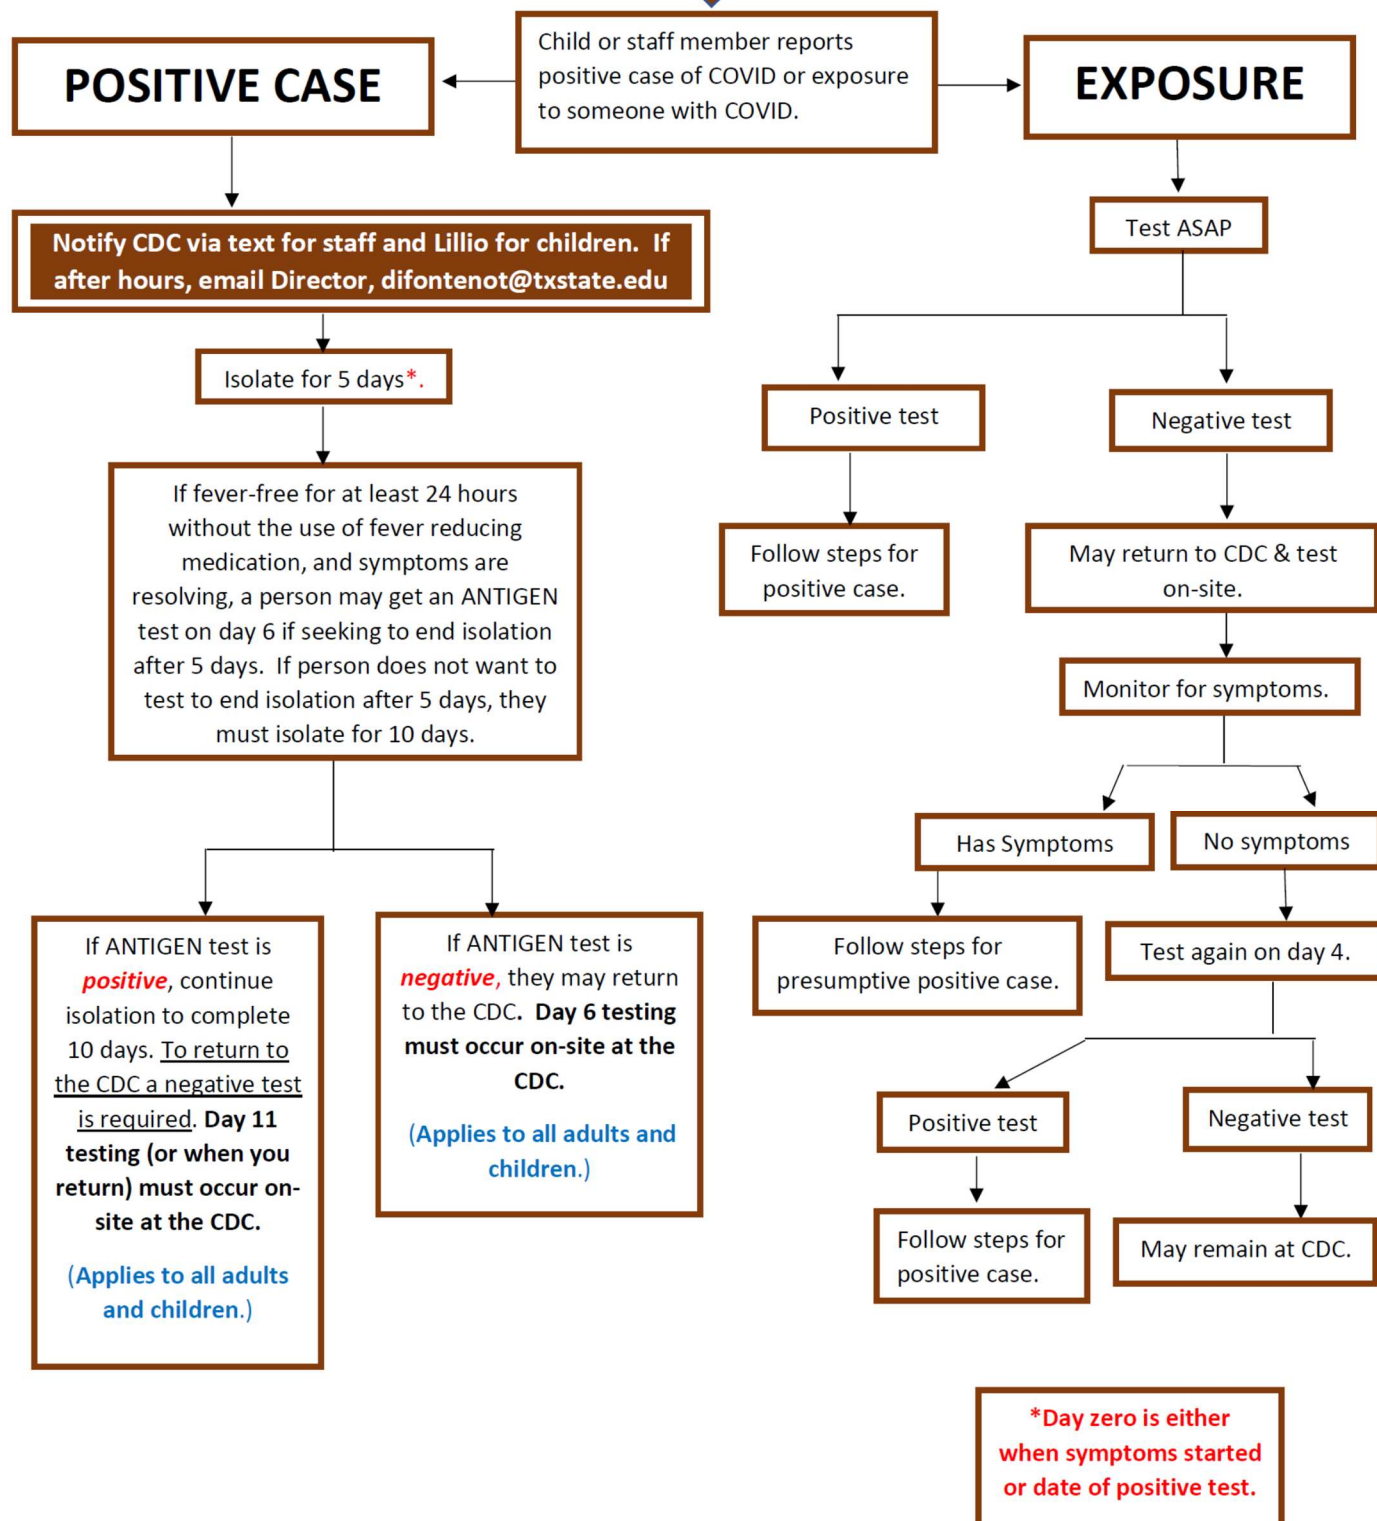 Child or staff member reports
positive case of COVID or exposure
to someone with COVID.
POSITIVE CASE
Notify CDC via text for staff and Lillio for children. If
after hours, email Director, difontenot@txstate.edu
Isolate for 5 days*.
If fever-free for at least 24 hours
without the use of fever reducing
medication, and symptoms are
resolving, a person may get an ANTIGEN
test on day 6 if seeking to end isolation
after 5 days. If person does not want to
test to end isolation after 5 days, they
must isolate for 10 days.
If ANTIGEN test is
positive, continue
isolation to complete
10 days. To return to
the CDC a negative test
is required. Day 11
testing (or when you
return) must occur on-
site at the CDC.
(Applies to all adults
and children.)
If ANTIGEN test is
negative, they may return
to the CDC. Day 6 testing
must occur on-site at the
CDC.
(Applies to all adults and
children.)
EXPOSURE
Test ASAP
Positive test
Follow steps for
positive case.
Negative test
May return to CDC & test
on-site.
Monitor for symptoms.
Has Symptoms
Follow steps for
presumptive positive case.
No symptoms
Test again on day 4.
Positive test
Follow steps for
positive case.
Negative test
May remain at CDC.
*Day zero is either
when symptoms started
or date of positive test.